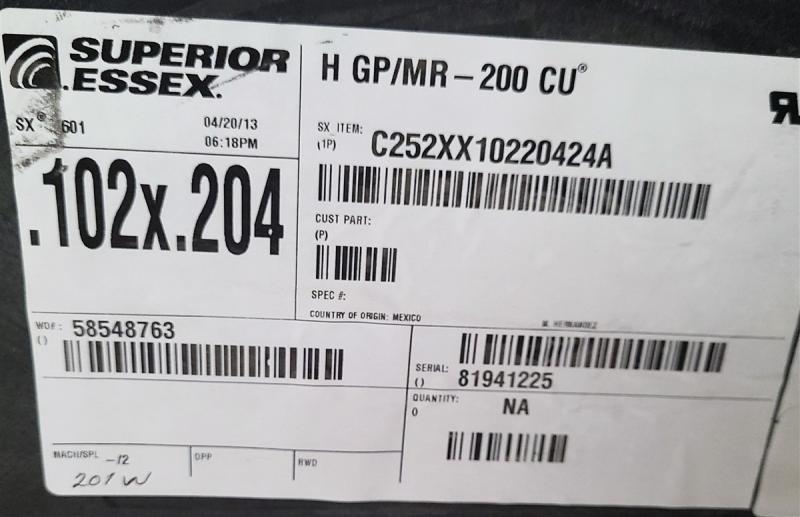 SUPERIOR
ESSEX.
H GP/MR-200 CU®
SX® 601
04/20/13
06:18PM
.102x.204
SX ITEM:
(1P)
C252XX10220424A
CUST PART:
(P)
SPEC #:
COUNTRY OF ORIGIN: MEXICO
M. HERNANDEZ
WO#: 58548763
()
SERIAL:
() 81941225
QUANTITY:
() NA
MACH/SPL -12
201 W
OPP
RWD